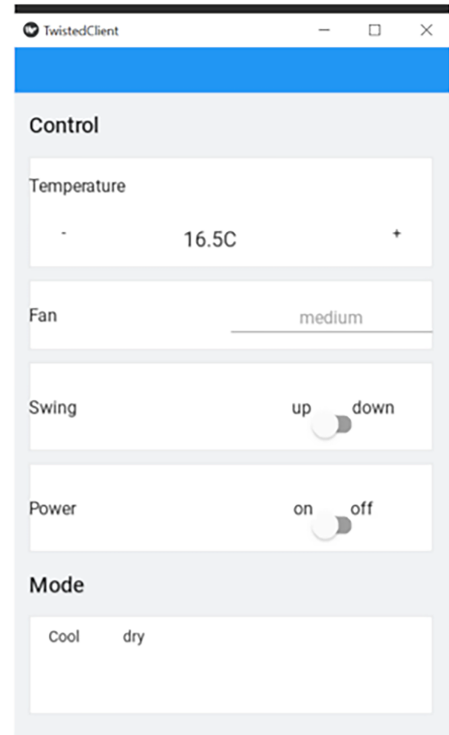 TwistedClient
Control
Temperature
- 16.5C +
Fan medium
Swing up down
Power on off
Mode
Cool dry